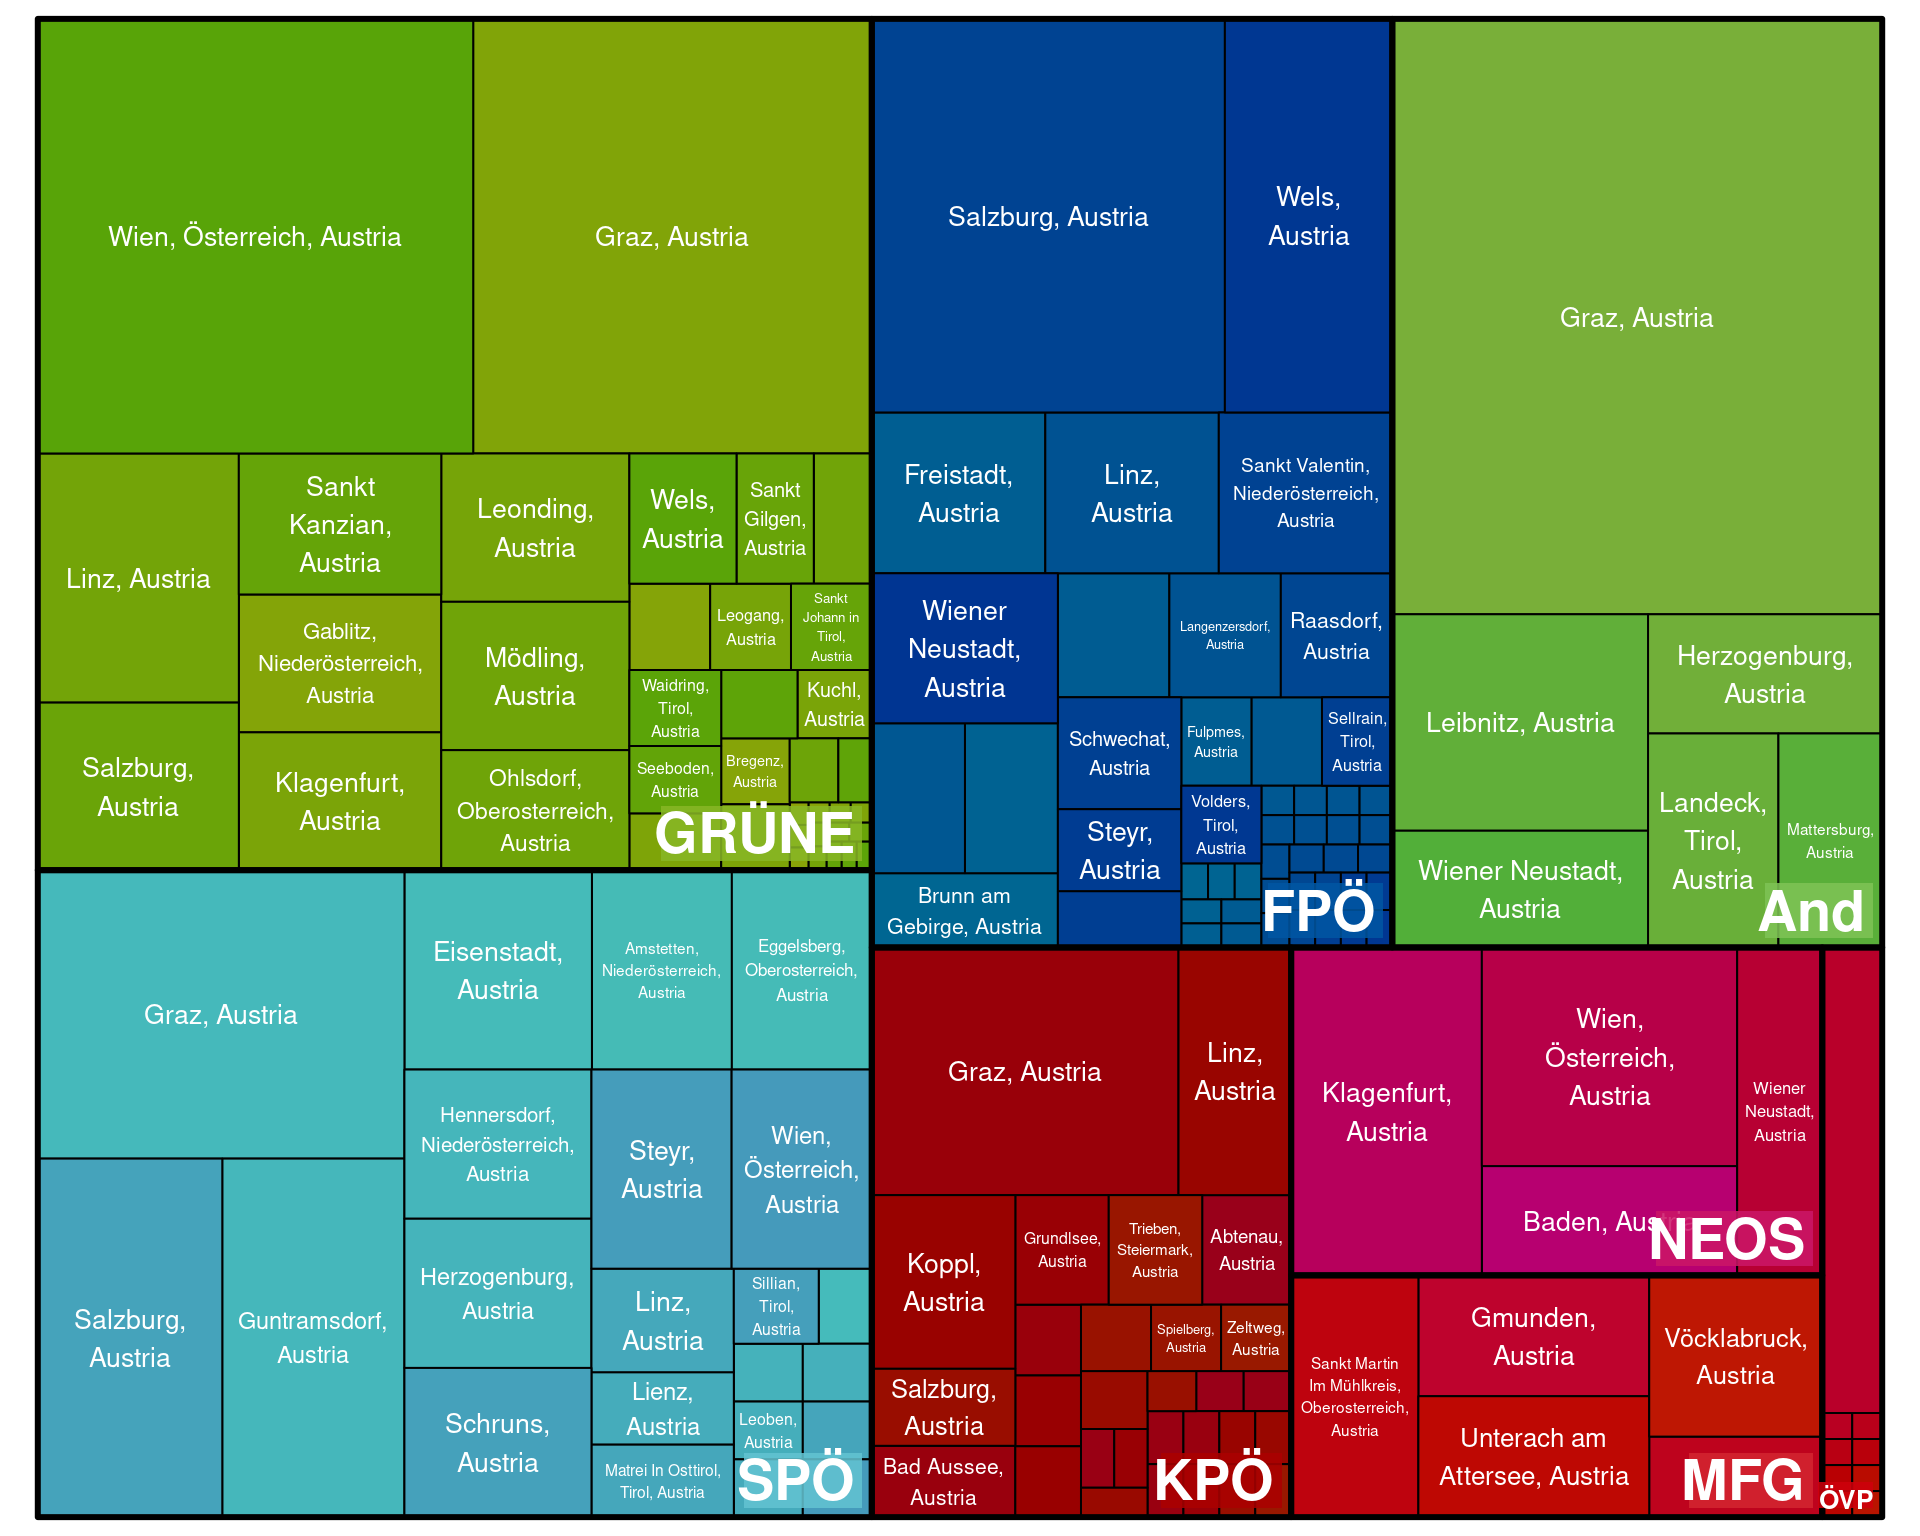 Wien, Österreich, Austria
Graz, Austria
Linz, Austria
Sankt
Kanzian,
Austria
Leonding,
Austria
Wels,
Austria
Sankt
Gilgen,
Austria
Gablitz,
Niederösterreich,
Austria
Mödling,
Austria
Leogang,
Austria
Sankt
Johann in
Tirol,
Austria
Waidring,
Tirol,
Austria
Kuchl,
Austria
Salzburg,
Austria
Klagenfurt,
Austria
Ohlsdorf,
Oberosterreich,
Austria
Seeboden,
Austria
Bregenz,
Austria
GRÜNE
Salzburg, Austria
Wels,
Austria
Freistadt,
Austria
Linz,
Austria
Sankt Valentin,
Niederösterreich,
Austria
Wiener
Neustadt,
Austria
Langenzersdorf,
Austria
Raasdorf,
Austria
Schwechat,
Austria
Fulpmes,
Austria
Sellrain,
Tirol,
Austria
Steyr,
Austria
Volders,
Tirol,
Austria
Brunn am
Gebirge, Austria
FPÖ
Graz, Austria
Leibnitz, Austria
Herzogenburg,
Austria
Landeck,
Tirol,
Austria
Mattersburg,
Austria
Wiener Neustadt,
Austria
And
Graz, Austria
Eisenstadt,
Austria
Amstetten,
Niederösterreich,
Austria
Eggelsberg,
Oberosterreich,
Austria
Hennersdorf,
Niederösterreich,
Austria
Steyr,
Austria
Wien,
Österreich,
Austria
Salzburg,
Austria
Guntramsdorf,
Austria
Herzogenburg,
Austria
Linz,
Austria
Sillian,
Tirol,
Austria
Schruns,
Austria
Lienz,
Austria
Leoben,
Austria
Matrei In Osttirol,
Tirol, Austria
SPÖ
Graz, Austria
Linz,
Austria
Koppl,
Austria
Grundlsee,
Austria
Trieben,
Steiermark,
Austria
Abtenau,
Austria
Spielberg,
Austria
Zeltweg,
Austria
Salzburg,
Austria
Bad Aussee,
Austria
KPÖ
Klagenfurt,
Austria
Wien,
Österreich,
Austria
Wiener
Neustadt,
Austria
Baden, Austria
NEOS
Sankt Martin
Im Mühlkreis,
Oberosterreich,
Austria
Gmunden,
Austria
Vöcklabruck,
Austria
Unterach am
Attersee, Austria
MFG
ÖVP